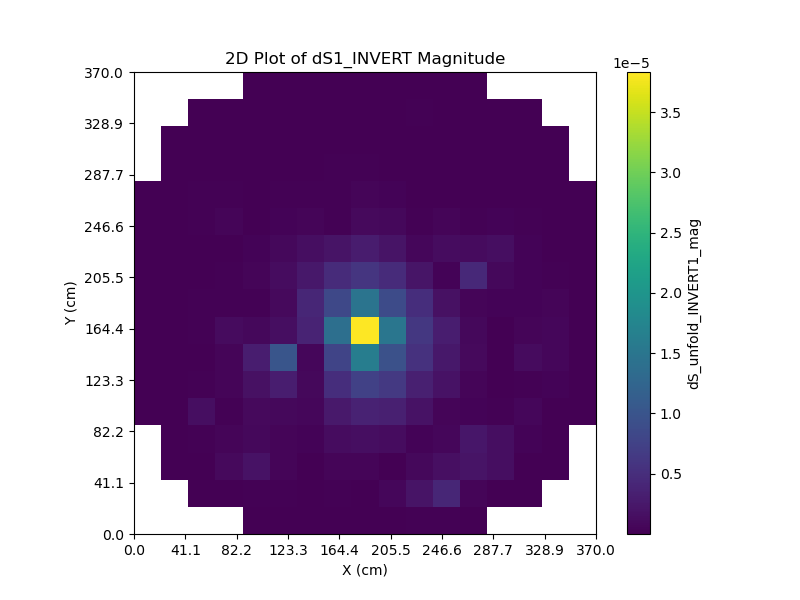 2D Plot of dS1_INVERT Magnitude
1e−5
370.0
328.9
287.7
246.6
205.5
164.4
123.3
82.2
41.1
0.0
Y (cm)
0.0 41.1 82.2 123.3 164.4 205.5 246.6 287.7 328.9 370.0
X (cm)
3.5
3.0
2.5
2.0
1.5
1.0
0.5
dS_unfold_INVERT1_mag